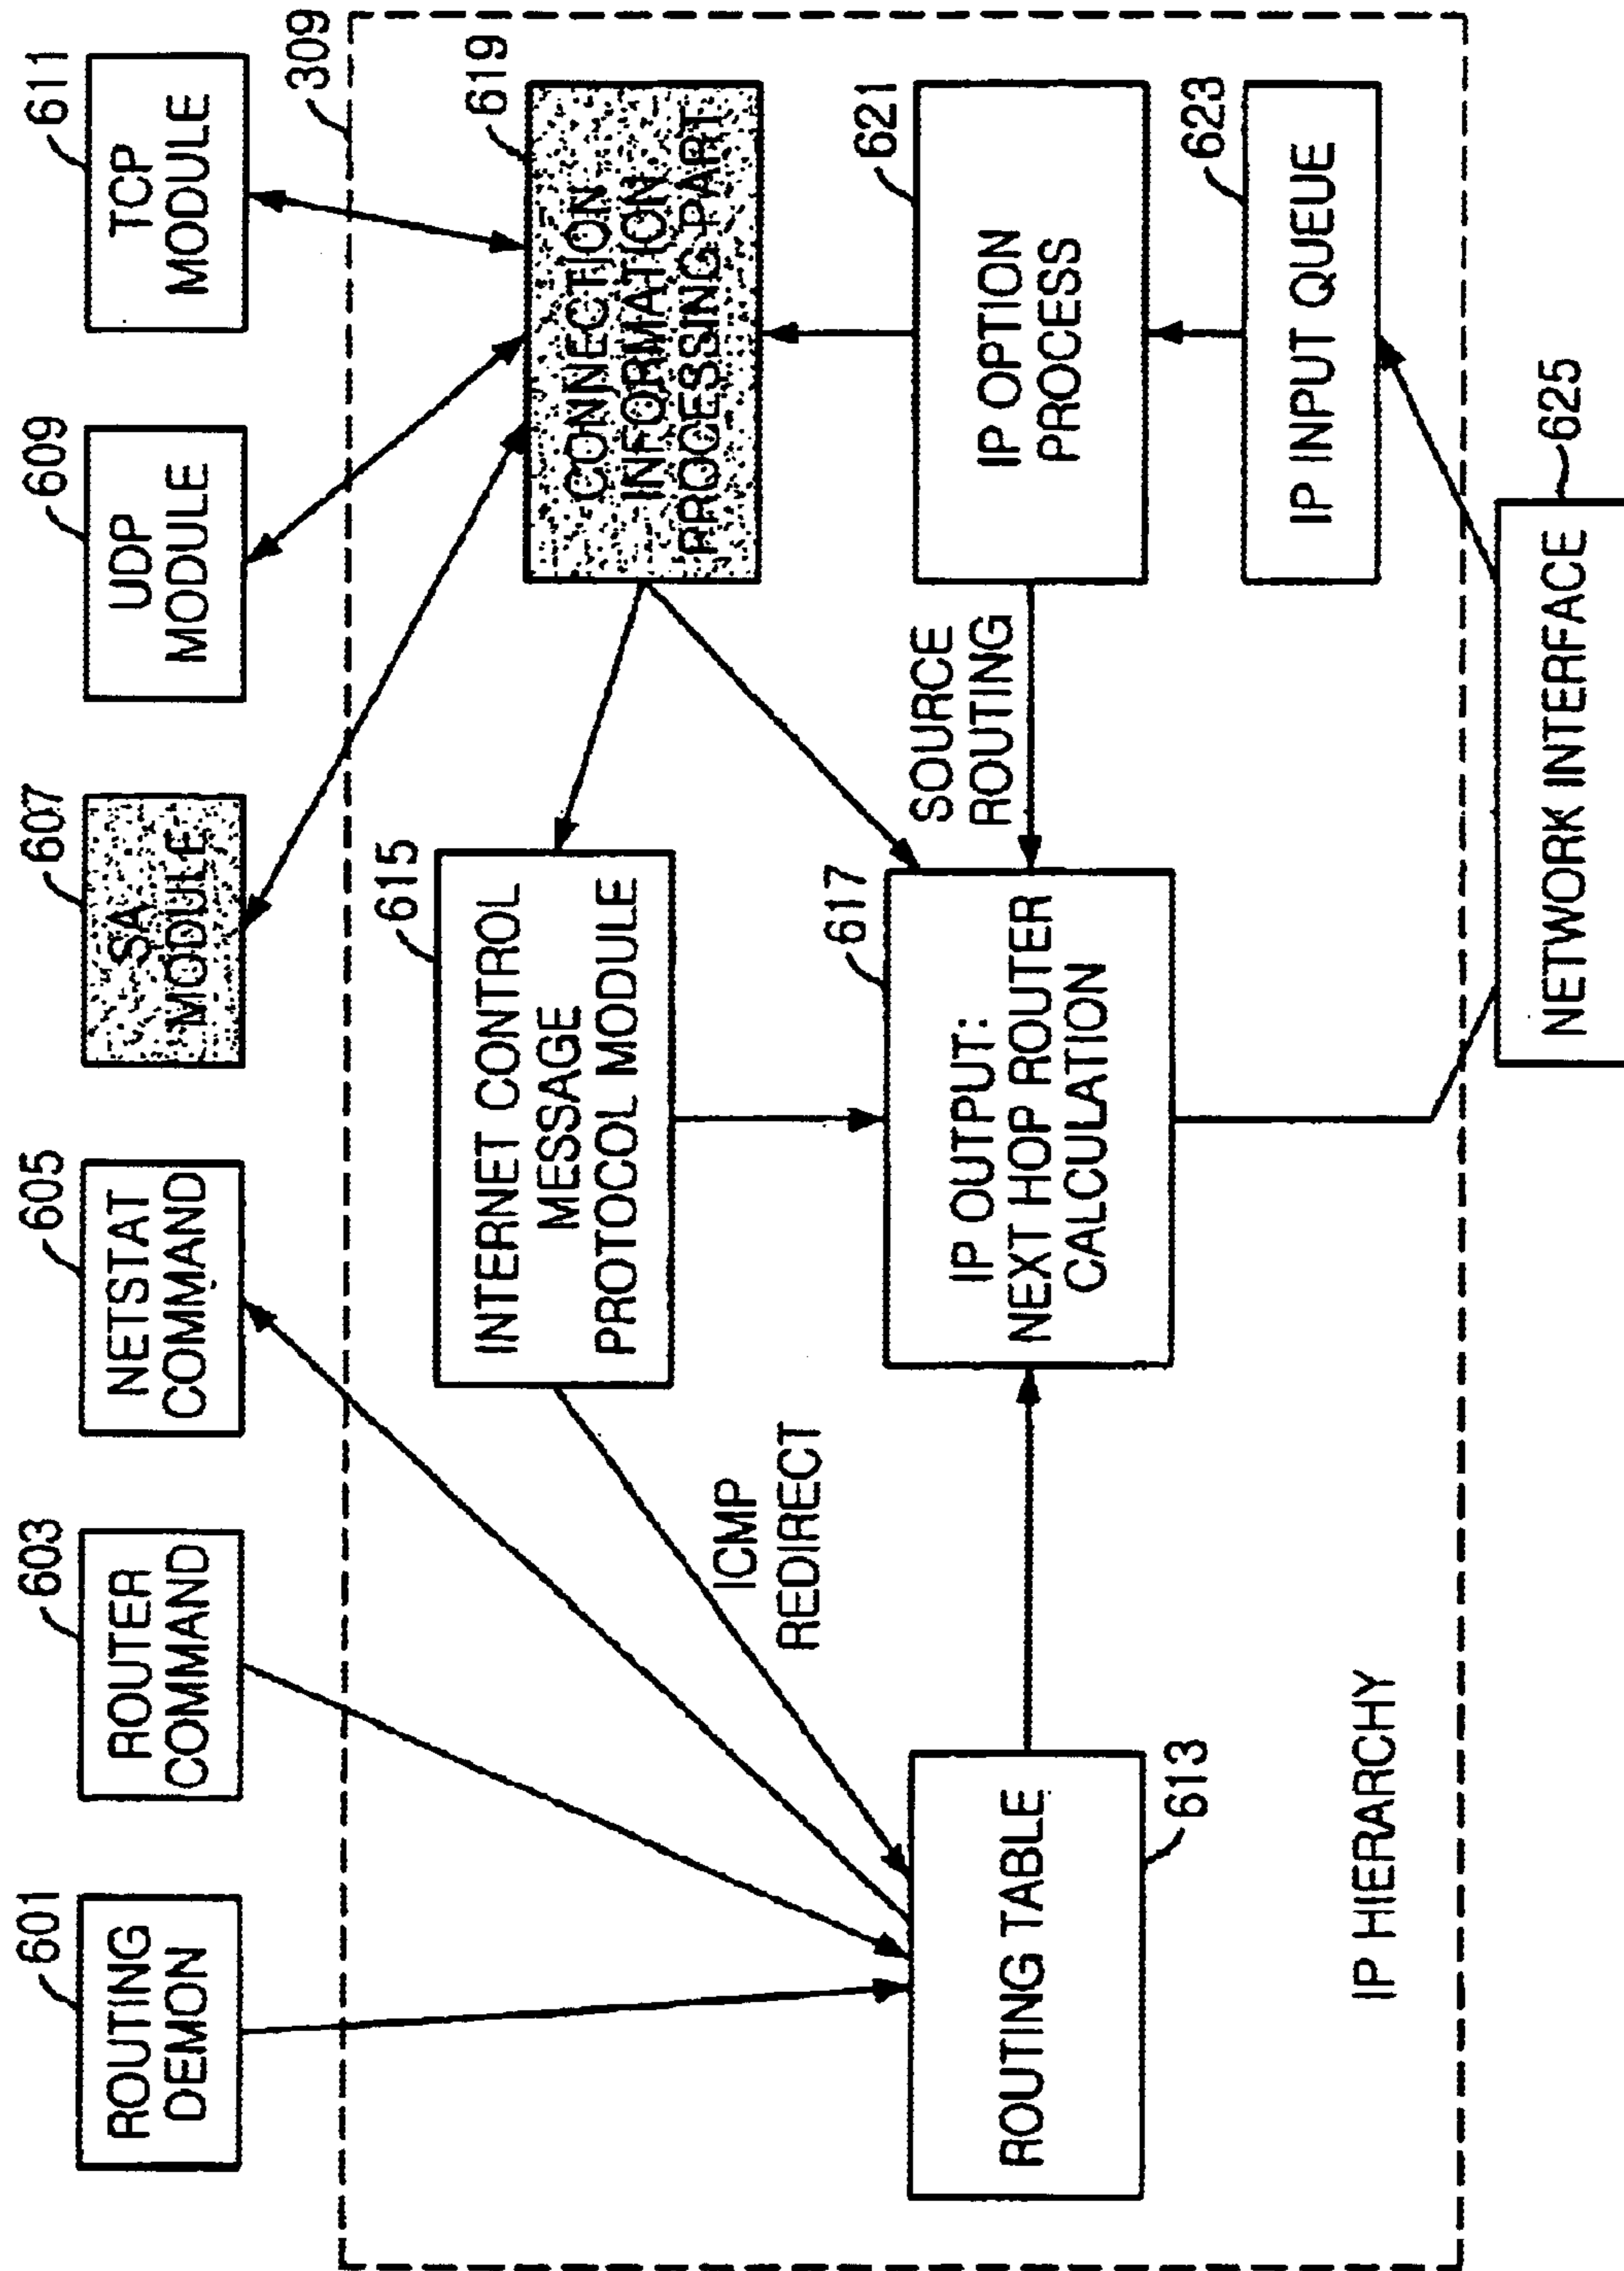 601
ROUTING
DEMON
603
ROUTER
COMMAND
605
NETSTAT
COMMAND
607
SA
MODULE
609
UDP
MODULE
611
TCP
MODULE
309
615
INTERNET CONTROL
MESSAGE
PROTOCOL MODULE
619
CONNECTION
INFORMATION
PROCESSING PART
ICMP
REDIRECT
613
ROUTING TABLE
617
IP OUTPUT:
NEXT HOP ROUTER
CALCULATION
SOURCE
ROUTING
621
IP OPTION
PROCESS
623
IP INPUT QUEUE
IP HIERARCHY
625
NETWORK INTERFACE